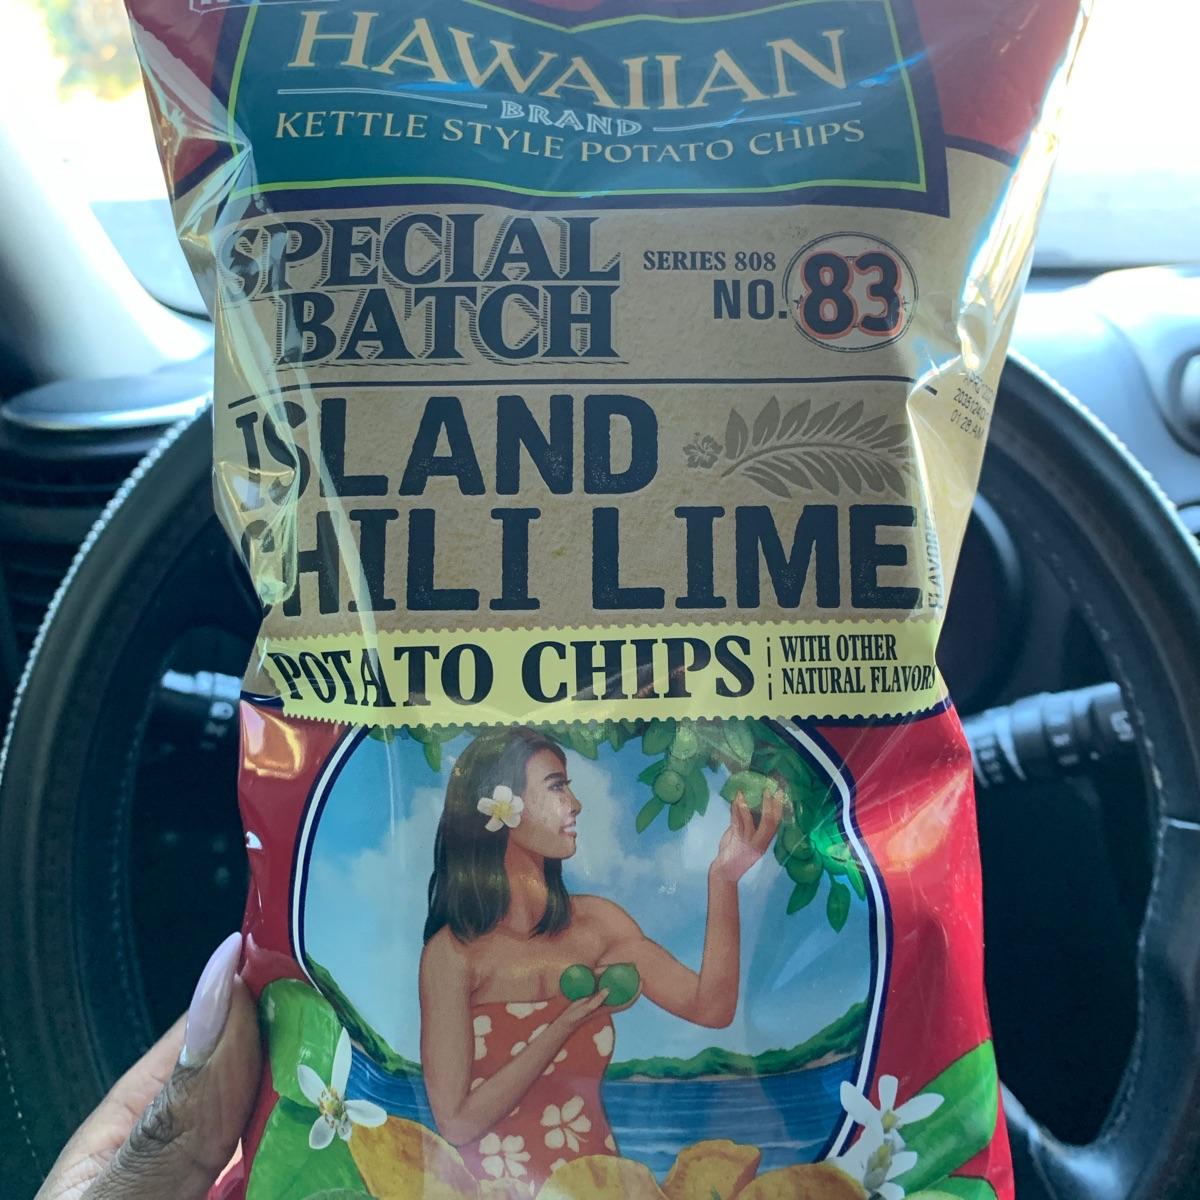 HAWAIIAN
BRAND
KETTLE STYLE POTATO CHIPS
SPECIAL
BATCH
SERIES 808
NO. 83
ISLAND
CHILI LIME
FLAVOR
POTATO CHIPS
WITH OTHER
NATURAL FLAVORS